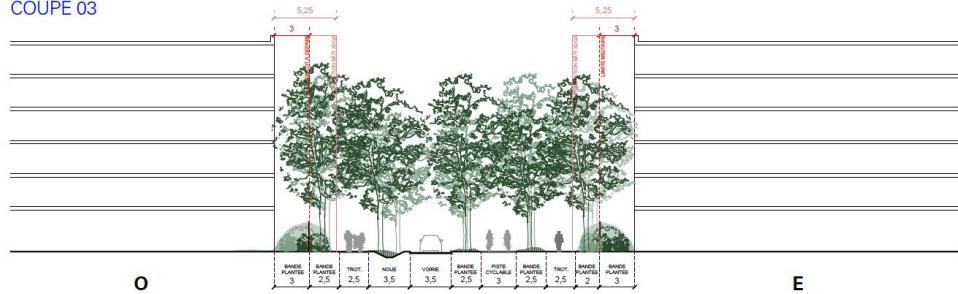 COUPE 03
5,25
5,25
3
3
LIMITE MILITAIRE
BANDE
PLANTEE
3
BANDE
PLANTEE
2,5
TROT.
2,5
NOUE
3,5
VOIRIE
3,5
BANDE
PLANTEE
2,5
PISTE
CYCLABLE
3
BANDE
PLANTEE
2,5
TROT.
2,5
BANDE
PLANTEE
2
BANDE
PLANTEE
3
O
E